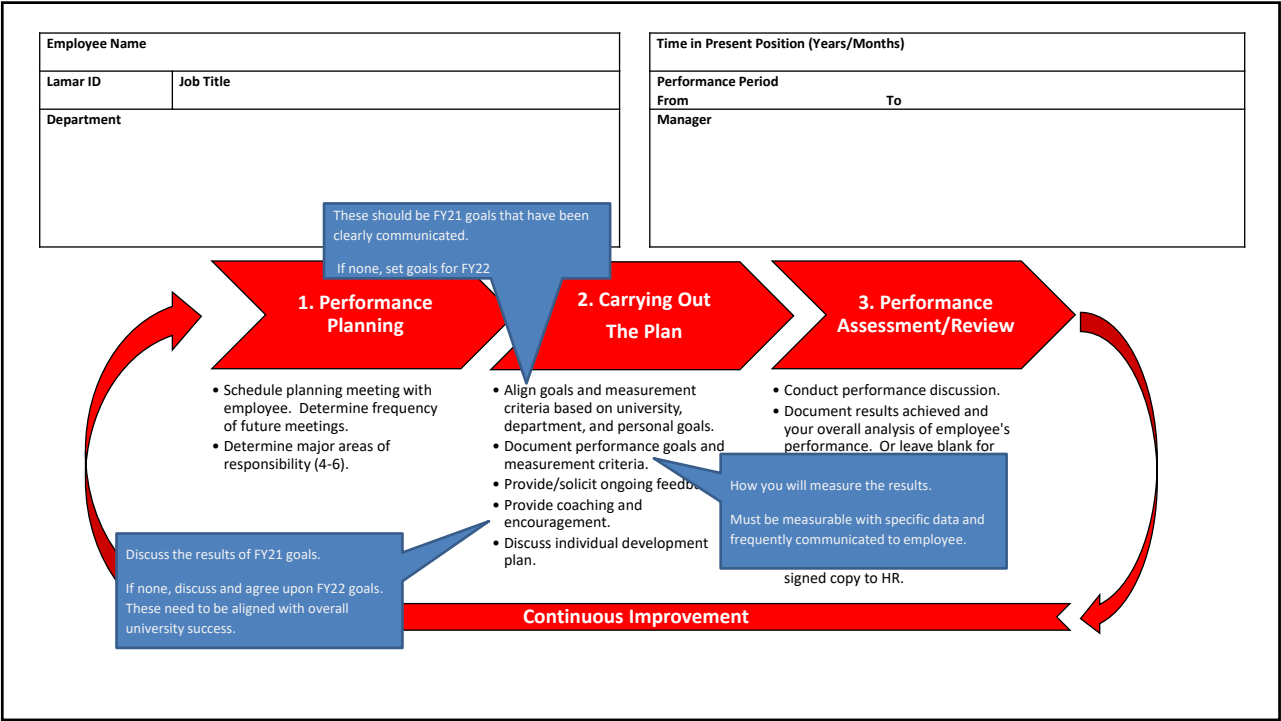 Employee Name
Lamar ID
Job Title
Department
Time in Present Position (Years/Months)
Performance Period
From To
Manager
These should be FY21 goals that have been
clearly communicated.
If none, set goals for FY22
1. Performance
Planning
2. Carrying Out
The Plan
3. Performance
Assessment/Review
• Schedule planning meeting with
employee. Determine frequency
of future meetings.
• Determine major areas of
responsibility (4-6).
• Align goals and measurement
criteria based on university,
department, and personal goals.
• Document performance goals and
measurement criteria.
• Provide/solicit ongoing
• Provide coaching and
encouragement.
• Discuss individual development
plan.
• Conduct performance discussion.
• Document results achieved and
your overall analysis of employee's
performance. Or leave blank for
signed copy to HR.
How you will measure the results.
Must be measurable with specific data and
frequently communicated to employee.
Discuss the results of FY21 goals.
If none, discuss and agree upon FY22 goals.
These need to be aligned with overall
university success.
Continuous Improvement